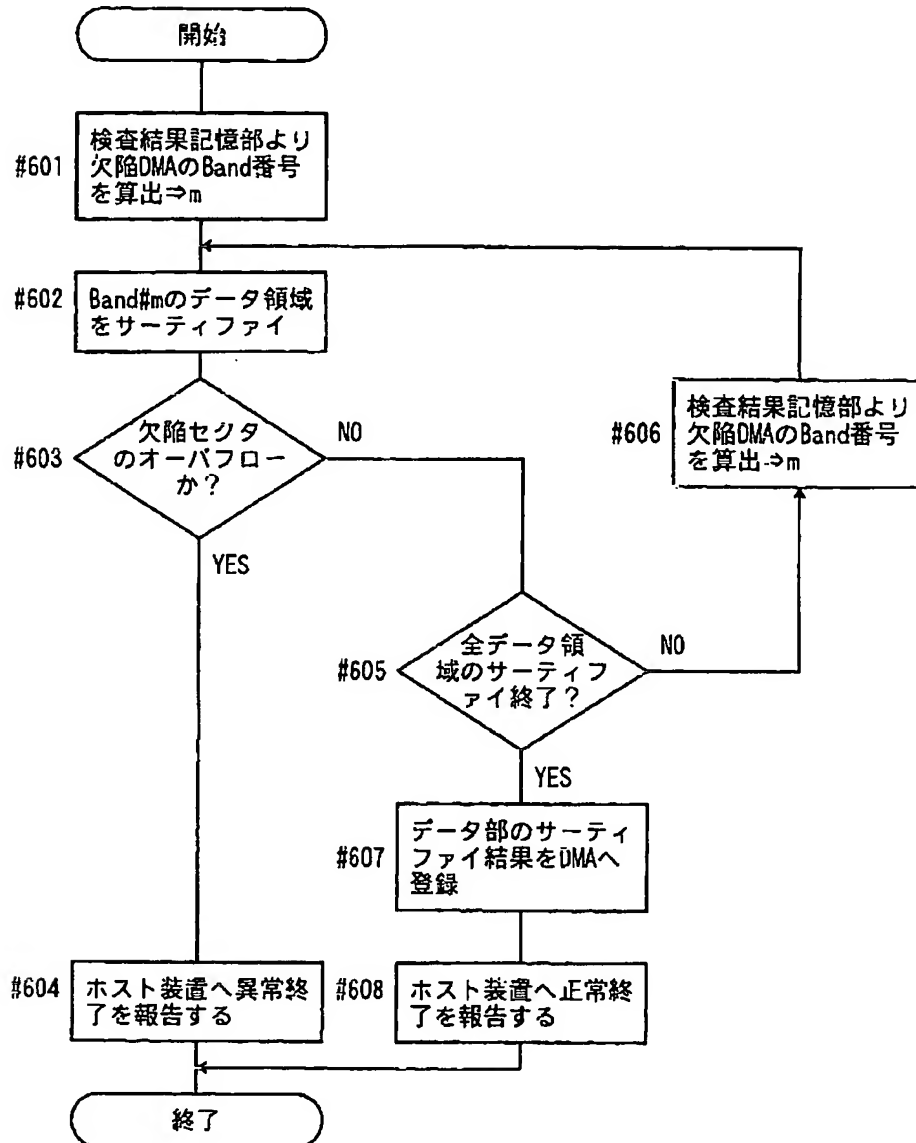 開始
#601
検査結果記憶部より
欠陥DMAのBand番号
を算出⇒m
#602
Band#mのデータ領域
をサーティファイ
#603
欠陥セクタ
のオーバフロー
か？
NO
YES
#606
検査結果記憶部より
欠陥DMAのBand番号
を算出⇒m
#605
全データ領
域のサーティフ
ァイ終了？
NO
YES
#607
データ部のサーティ
ファイ結果をDMAへ
登録
#604
ホスト装置へ異常終
了を報告する
#608
ホスト装置へ正常終
了を報告する
終了